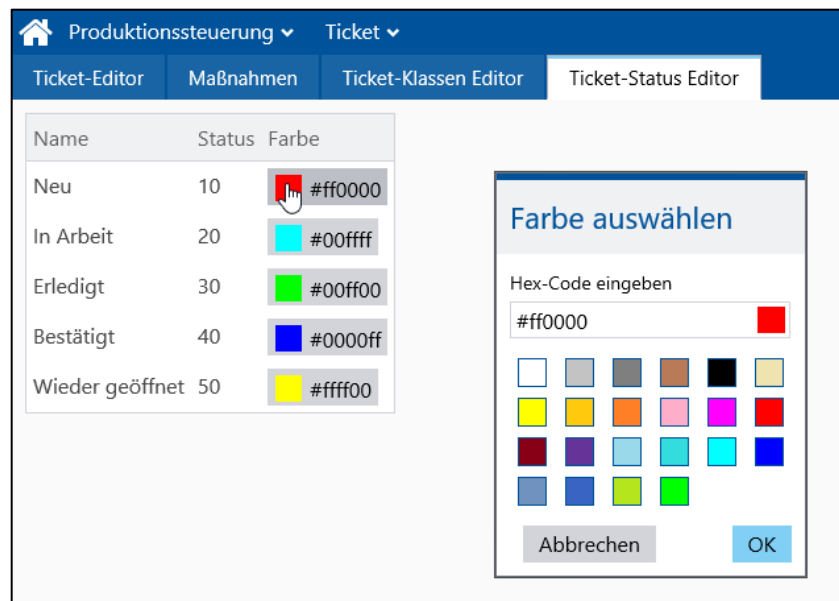 Produktionssteuerung Ticket
Ticket-Editor Maßnahmen Ticket-Klassen Editor Ticket-Status Editor
Name Status Farbe
Neu 10 #ff0000
In Arbeit 20 #00ffff
Erledigt 30 #00ff00
Bestätigt 40 #0000ff
Wieder geöffnet 50 #ffff00
Farbe auswählen
Hex-Code eingeben
#ff0000
Abbrechen OK